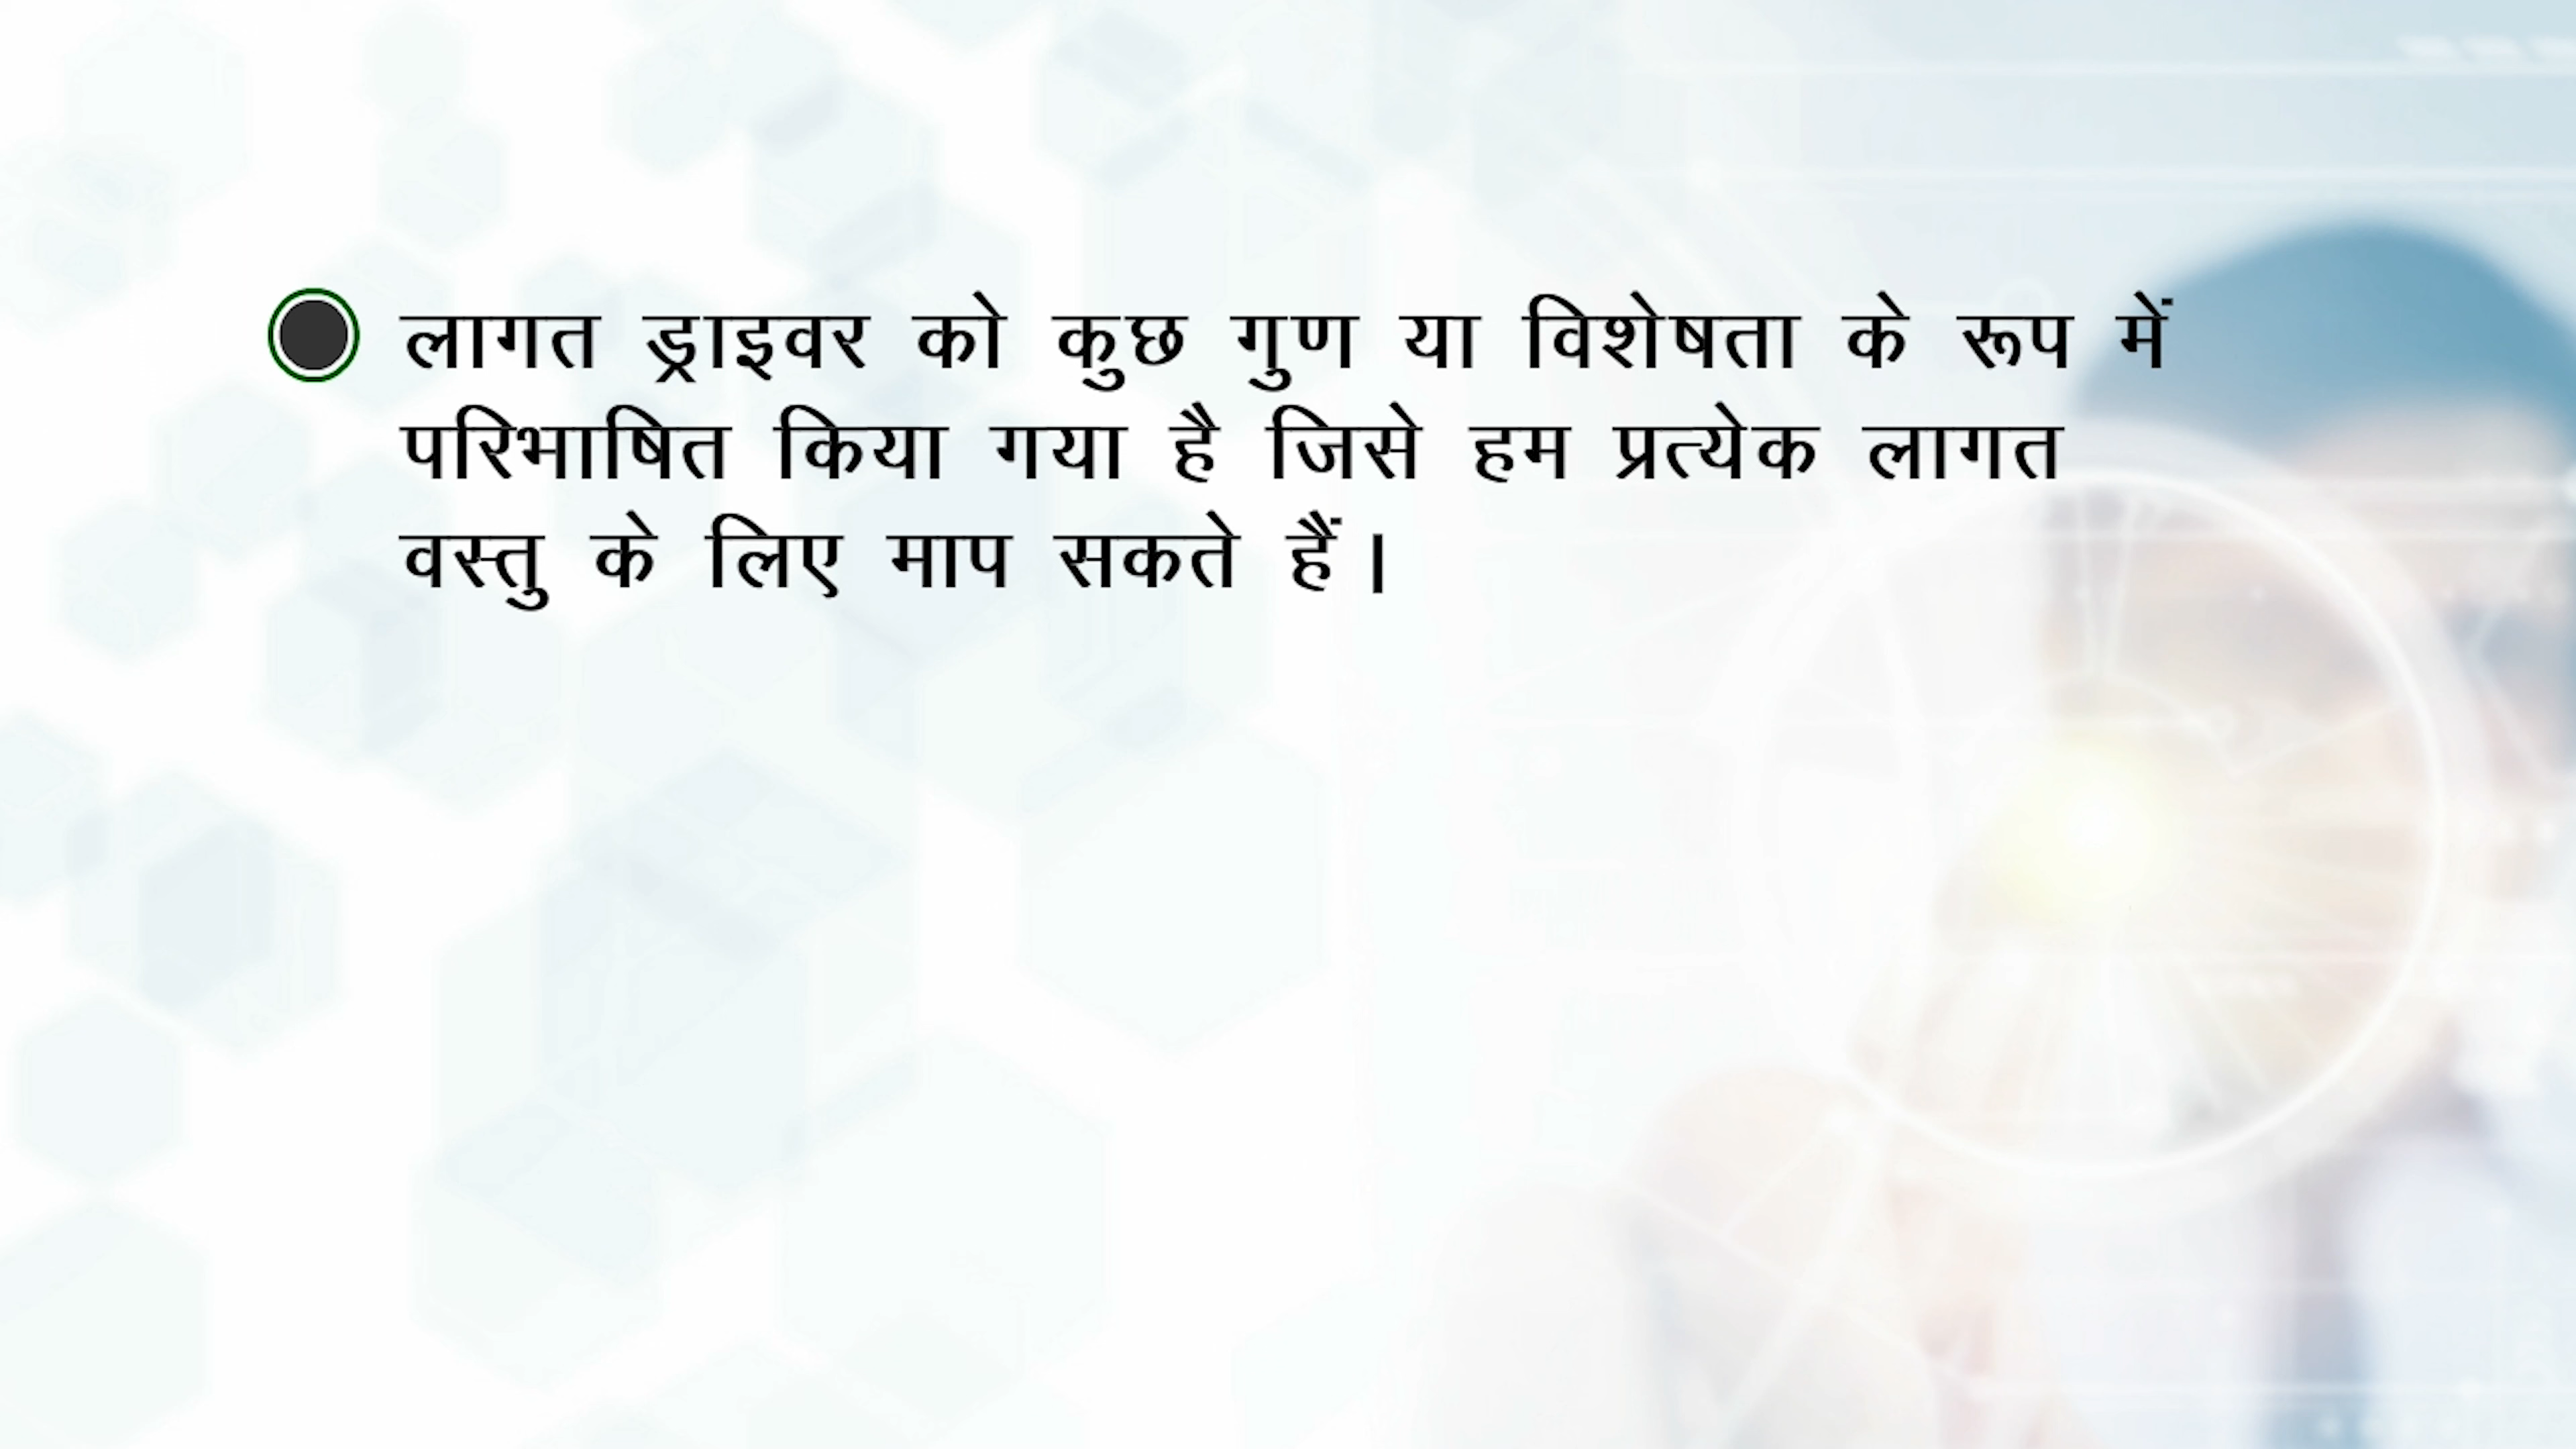 लागत ड्राइवर को कुछ गुण या विशेषता के रूप में
परिभाषित किया गया है जिसे हम प्रत्येक लागत
वस्तु के लिए माप सकते हैं।